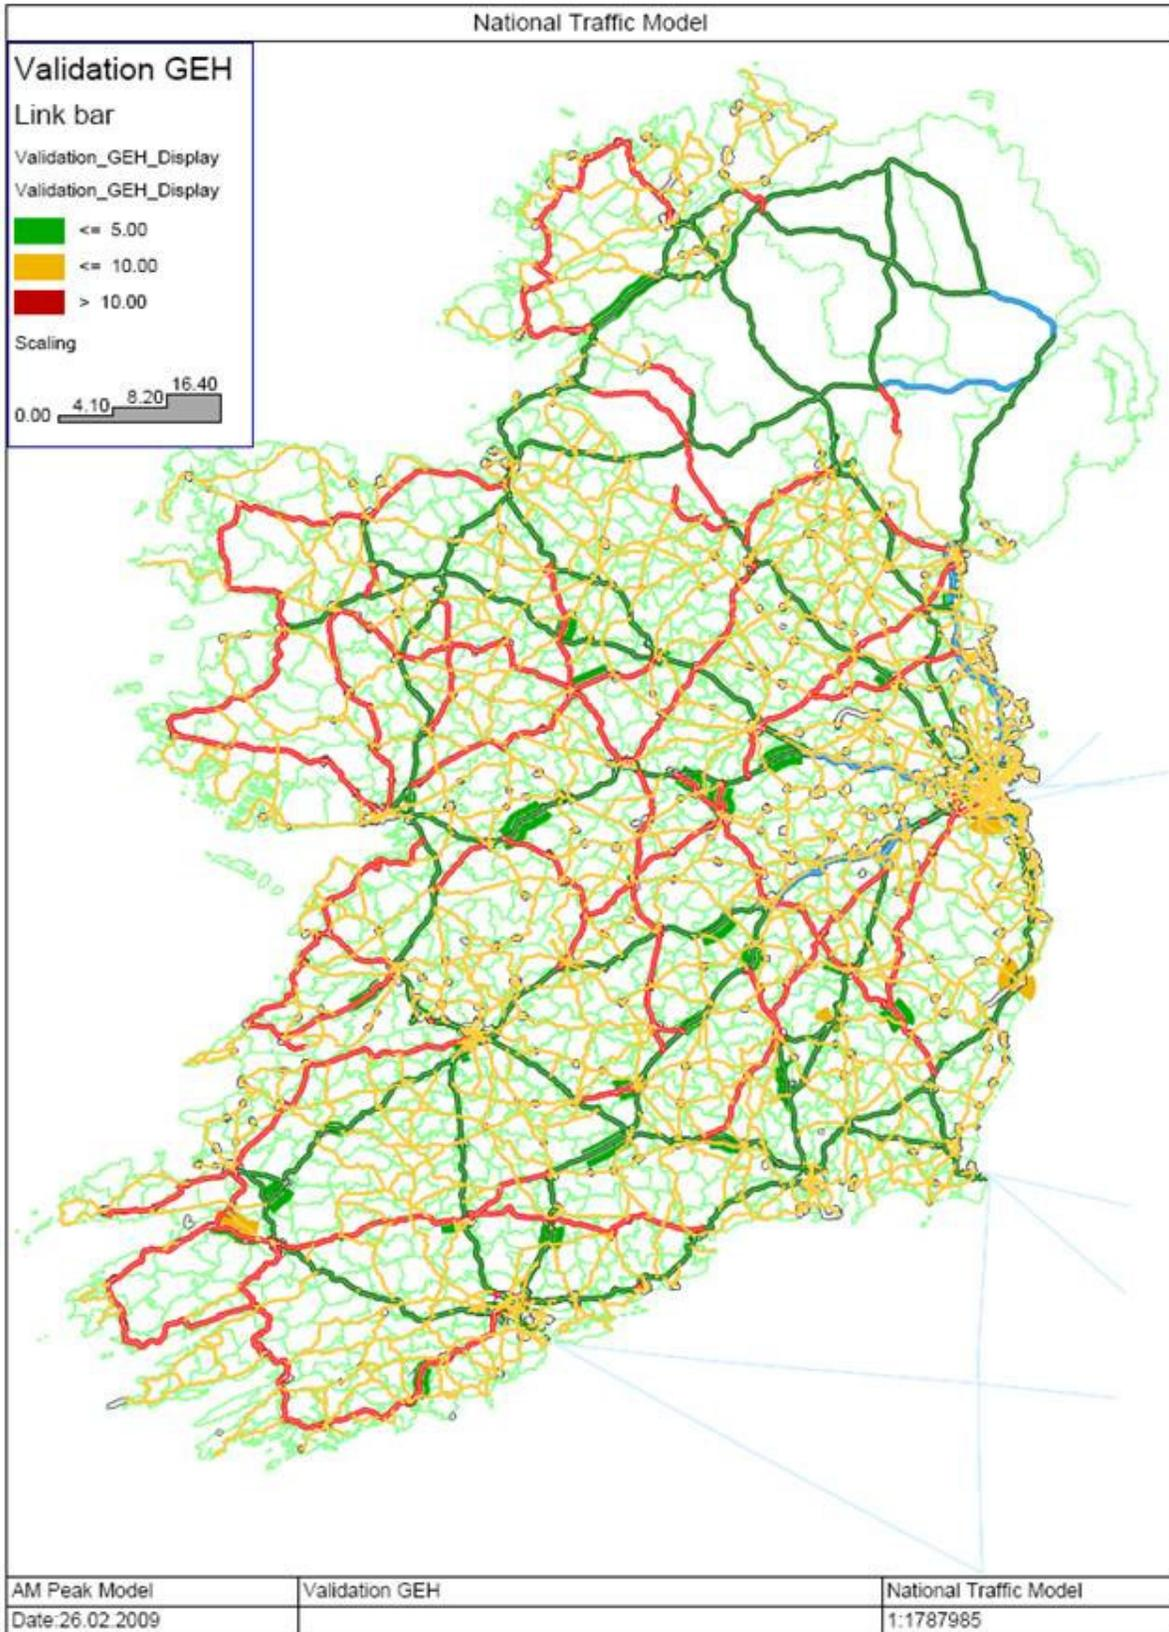 National Traffic Model
Validation GEH
Link bar
Validation_GEH_Display
Validation_GEH_Display
<= 5.00
<= 10.00
> 10.00
Scaling
0.00 4.10 8.20 16.40
AM Peak Model Validation GEH National Traffic Model
Date:26.02.2009 1:1787985